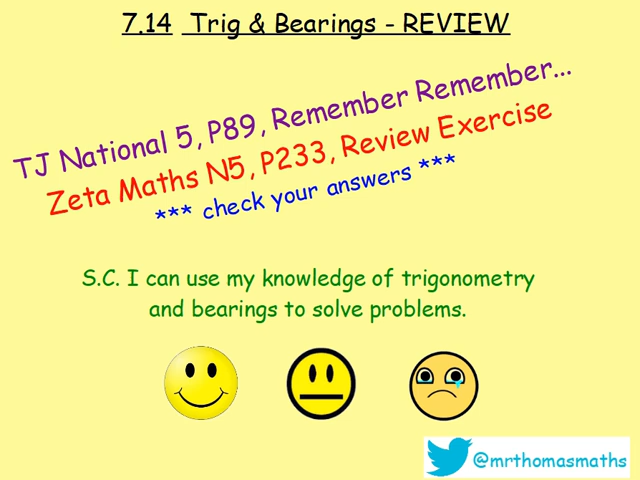 7.14 Trig & Bearings - REVIEW
TJ National 5, P89, Remember Remember...
Zeta Maths N5, P233, Review Exercise
*** check your answers ***
S.C. I can use my knowledge of trigonometry
and bearings to solve problems.
@mrthomasmaths